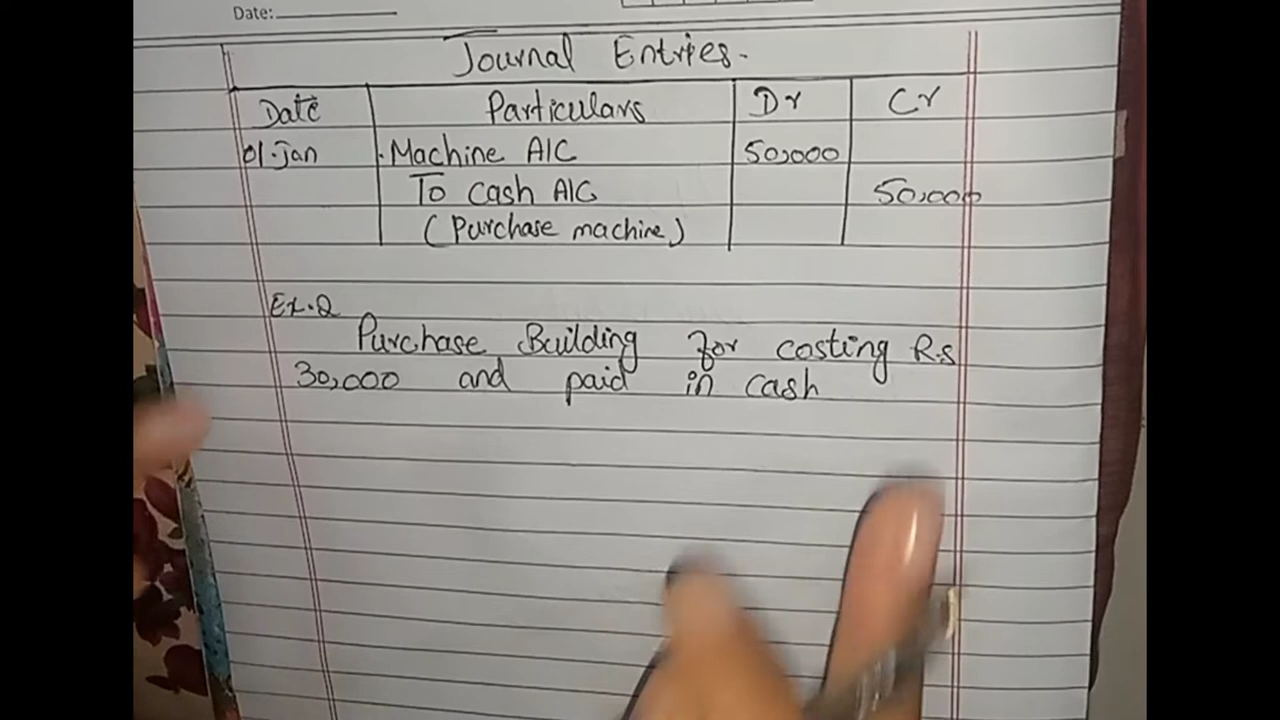 Date:
Journal Entries.
Date Particulars Dr Cr
01.Jan Machine A/C 50,000
To Cash A/C 50,000
(Purchase machine)
Ex.2
Purchase Building for costing R.s
30,000 and paid in cash